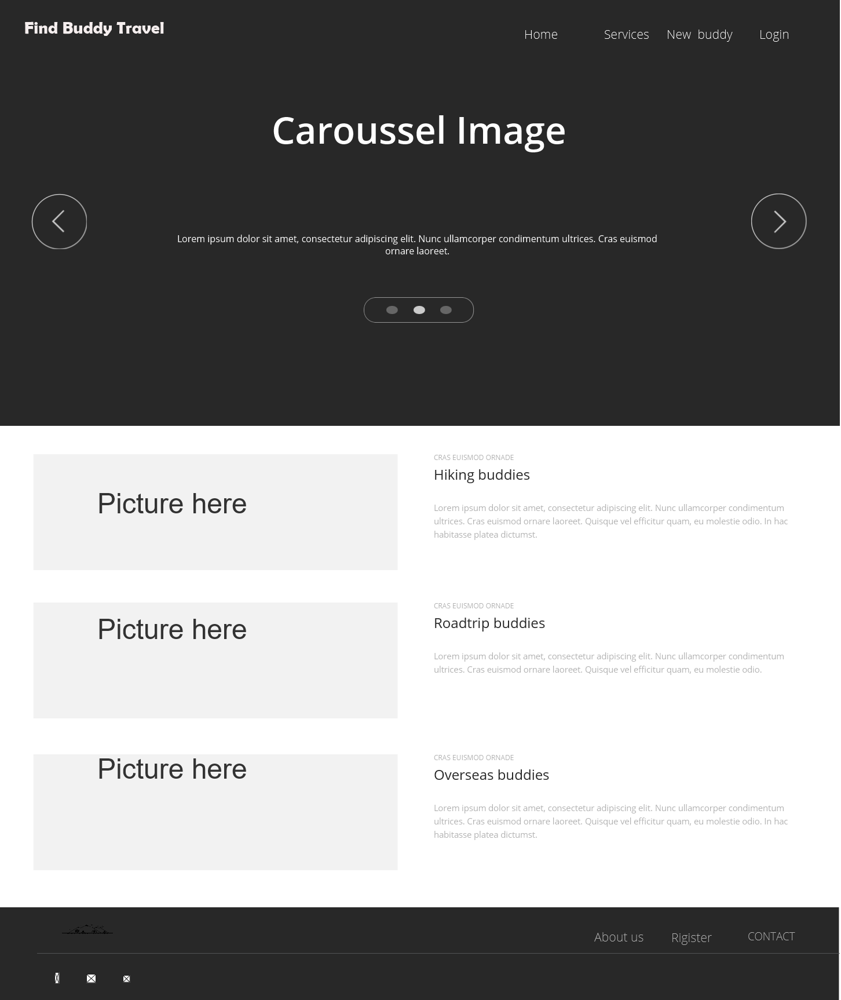 Find Buddy Travel
Home Services New buddy Login
Caroussel Image
Lorem ipsum dolor sit amet, consectetur adipiscing elit. Nunc ullamcorper condimentum ultrices. Cras euismod
ornare laoreet.
Picture here
CRAS EUISMOD ORNADE
Hiking buddies
Lorem ipsum dolor sit amet, consectetur adipiscing elit. Nunc ullamcorper condimentum
ultrices. Cras euismod ornare laoreet. Quisque vel efficitur quam, eu molestie odio. In hac
habitasse platea dictumst.
Picture here
CRAS EUISMOD ORNADE
Roadtrip buddies
Lorem ipsum dolor sit amet, consectetur adipiscing elit. Nunc ullamcorper condimentum
ultrices. Cras euismod ornare laoreet. Quisque vel efficitur quam, eu molestie odio.
Picture here
CRAS EUISMOD ORNADE
Overseas buddies
Lorem ipsum dolor sit amet, consectetur adipiscing elit. Nunc ullamcorper condimentum
ultrices. Cras euismod ornare laoreet. Quisque vel efficitur quam, eu molestie odio. In hac
habitasse platea dictumst.
About us Rigister CONTACT